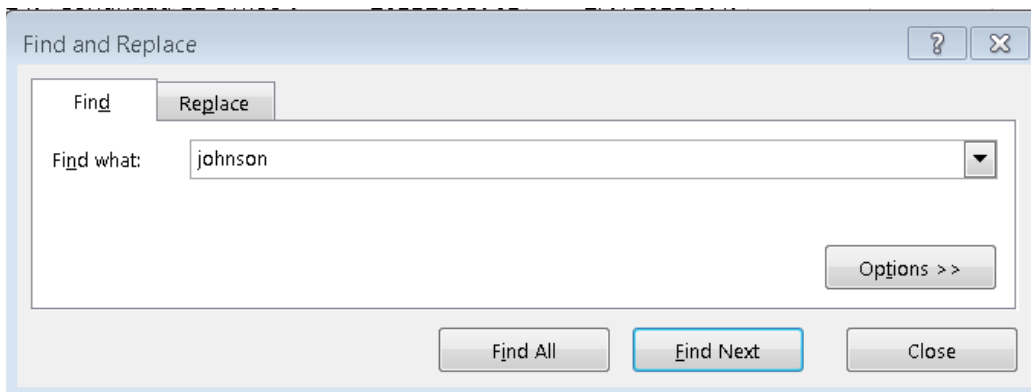 Find and Replace
Find Replace
Find what: johnson
Options >>
Find All Find Next Close